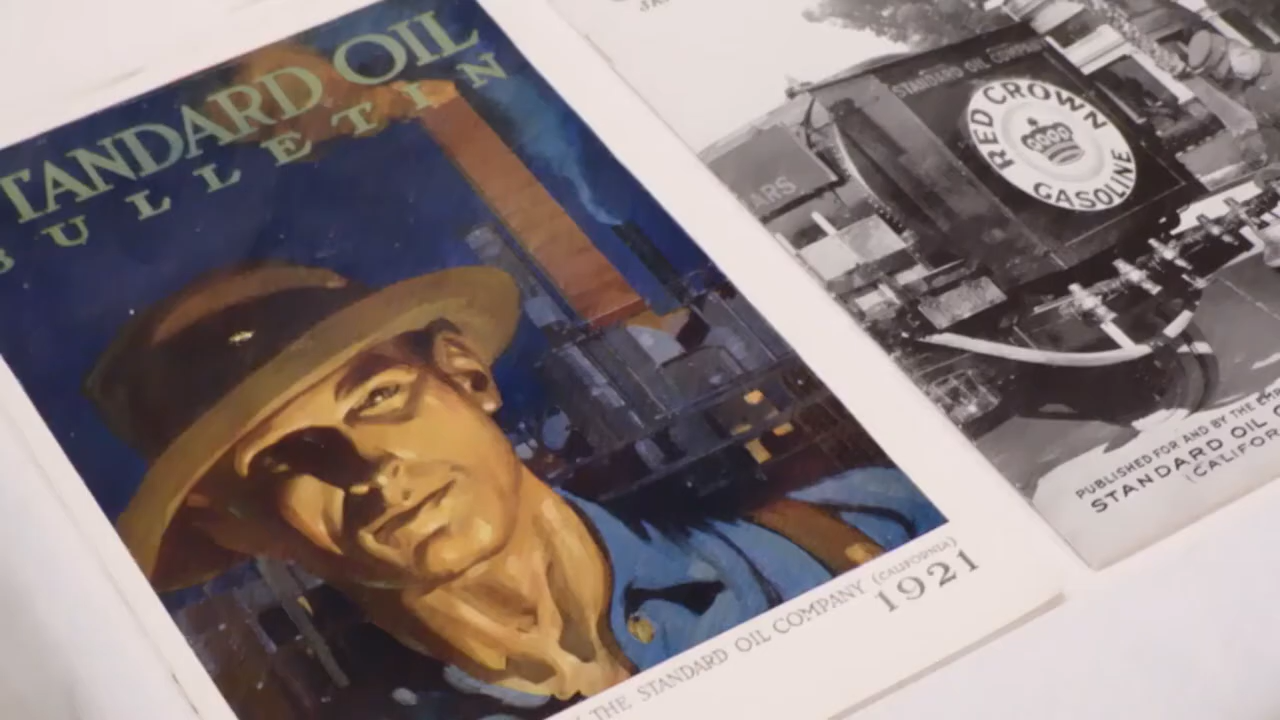 STANDARD OIL
BULLETIN
THE STANDARD OIL COMPANY (CALIFORNIA)
1921
STANDARD OIL COMPANY
RED CROWN
GASOLINE
PUBLISHED FOR AND BY THE
STANDARD OIL
(CALIFOR